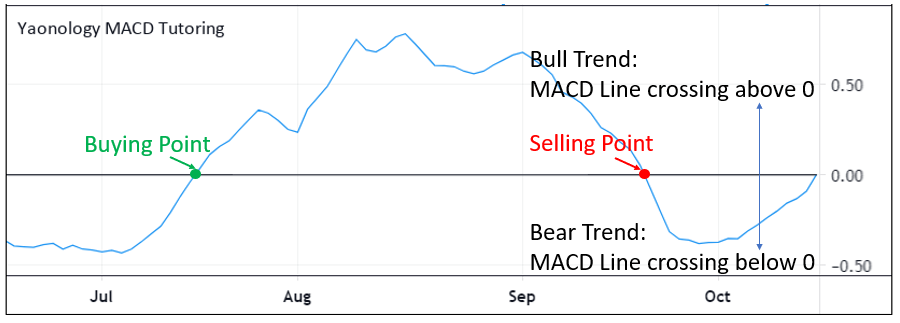 Yaonology MACD Tutoring
Bull Trend:
MACD Line crossing above 0
0.50
Buying Point
Selling Point
0.00
Bear Trend:
MACD Line crossing below 0
-0.50
Jul
Aug
Sep
Oct